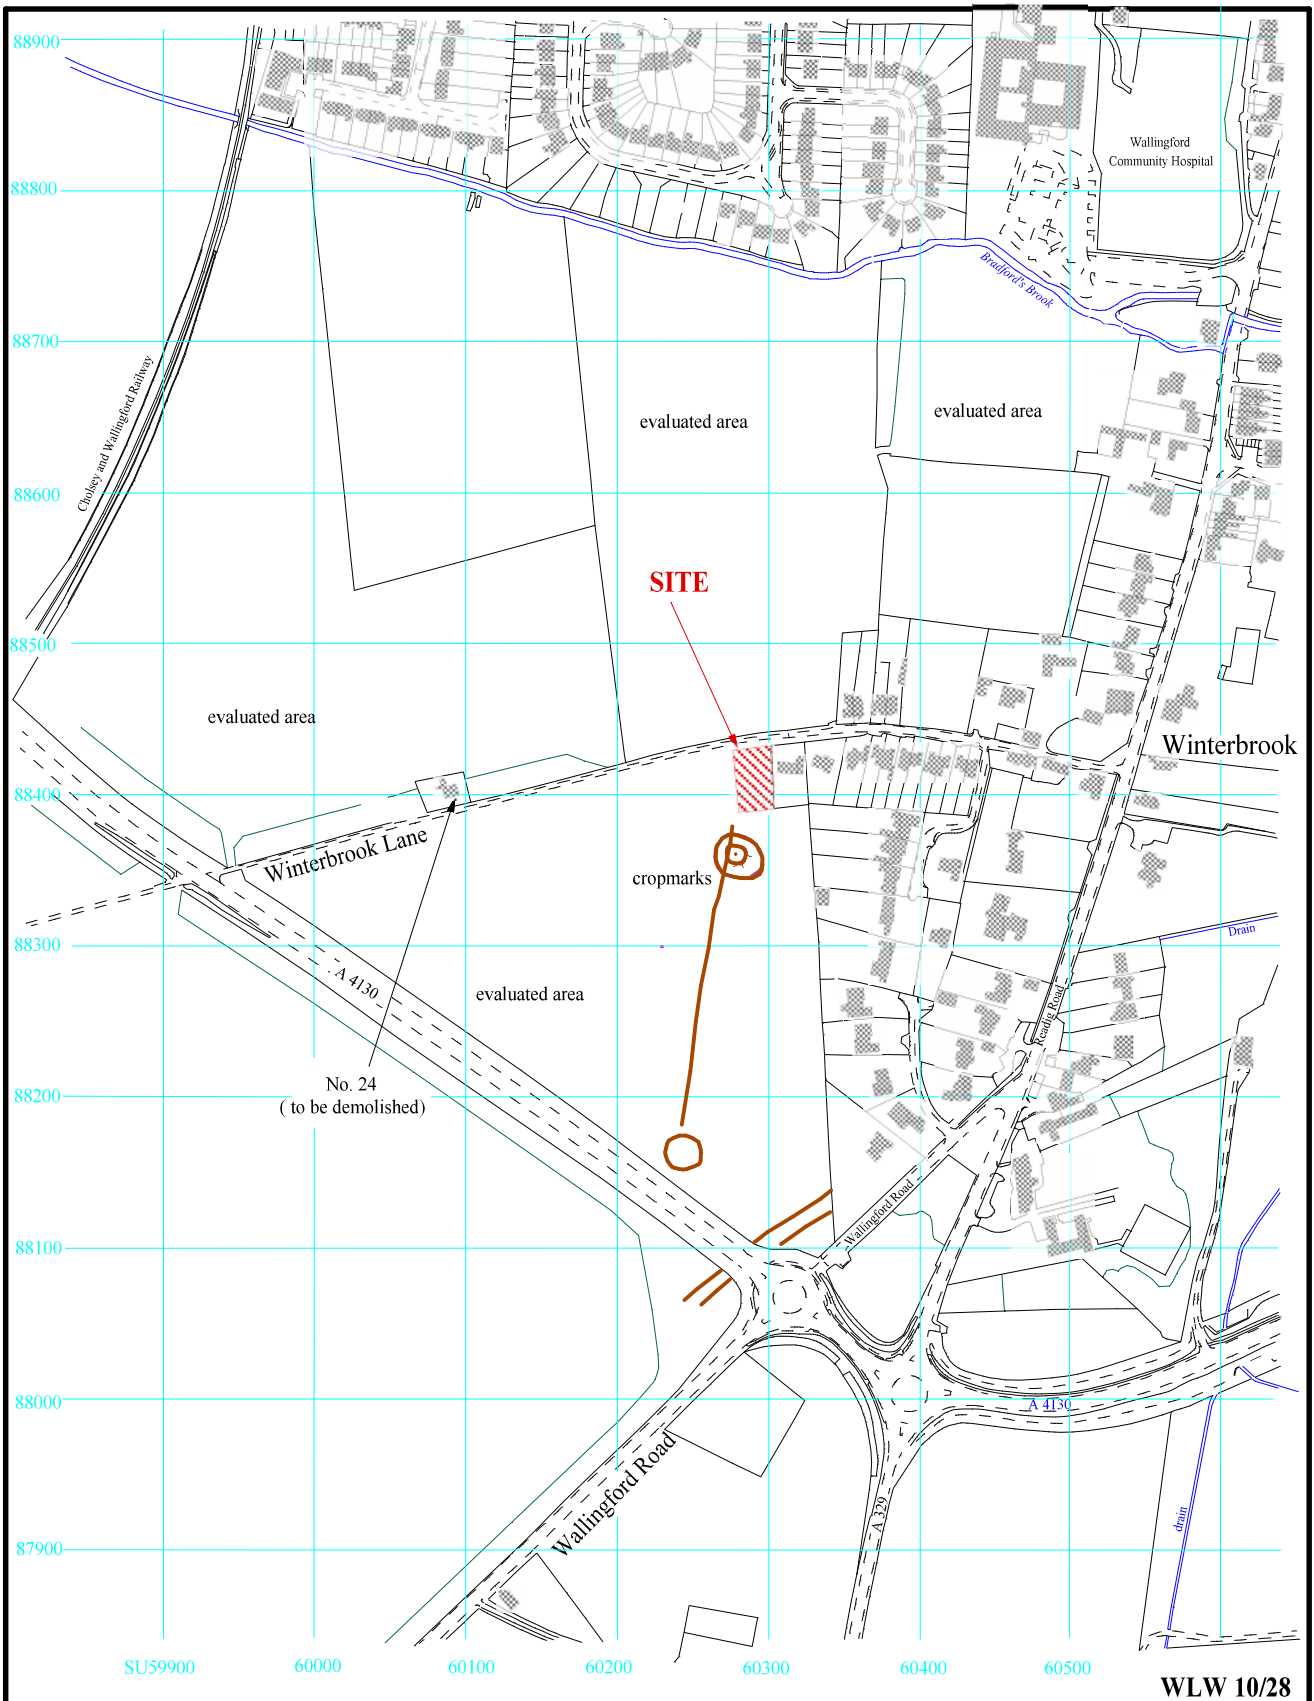 88900
Wallingford
Community Hospital
88800
Bradford's Brook
88700
Cholsey and Wallingford Railway
evaluated area
evaluated area
88600
SITE
88500
evaluated area
Winterbrook
88400
Winterbrook Lane
cropmarks
88300
Drain
A 4130
evaluated area
Readig Road
No. 24
( to be demolished)
88200
Wallingford Road
88100
88000
A 4130
Wallingford Road
A 329
drain
87900
SU59900
60000
60100
60200
60300
60400
60500
WLW 10/28